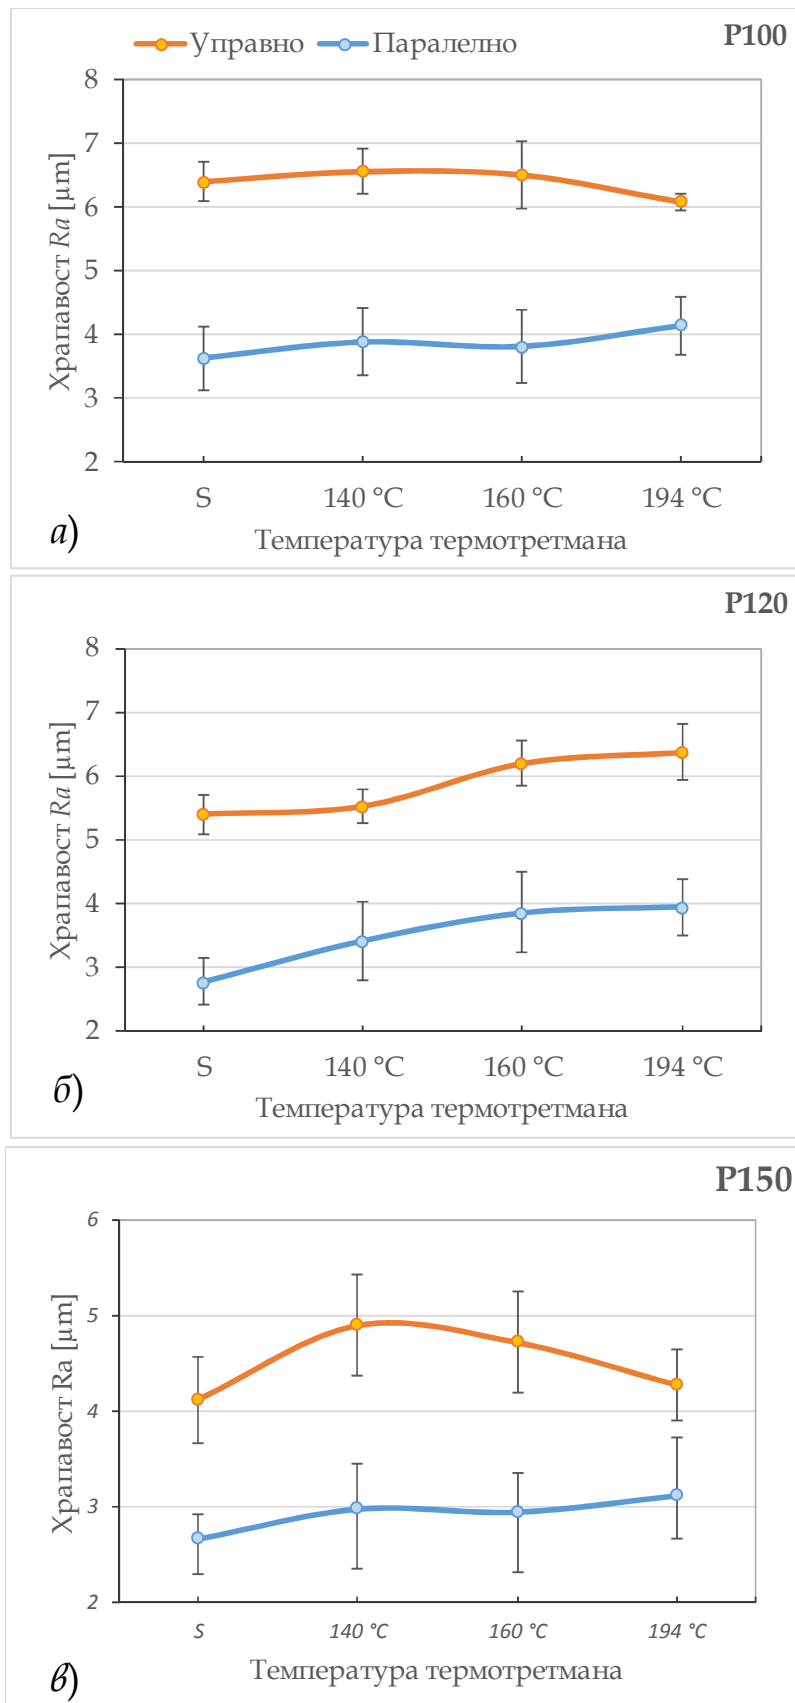 P100
Управно Паралелно
8
7
6
5
4
3
2
Храпавост Ra [µm]
S 140 °C 160 °C 194 °C
Температура термотретмана
а)
P120
8
7
6
5
4
3
2
Храпавост Ra [µm]
S 140 °C 160 °C 194 °C
Температура термотретмана
б)
P150
6
5
4
3
2
Храпавост Ra [µm]
S 140 °C 160 °C 194 °C
Температура термотретмана
в)